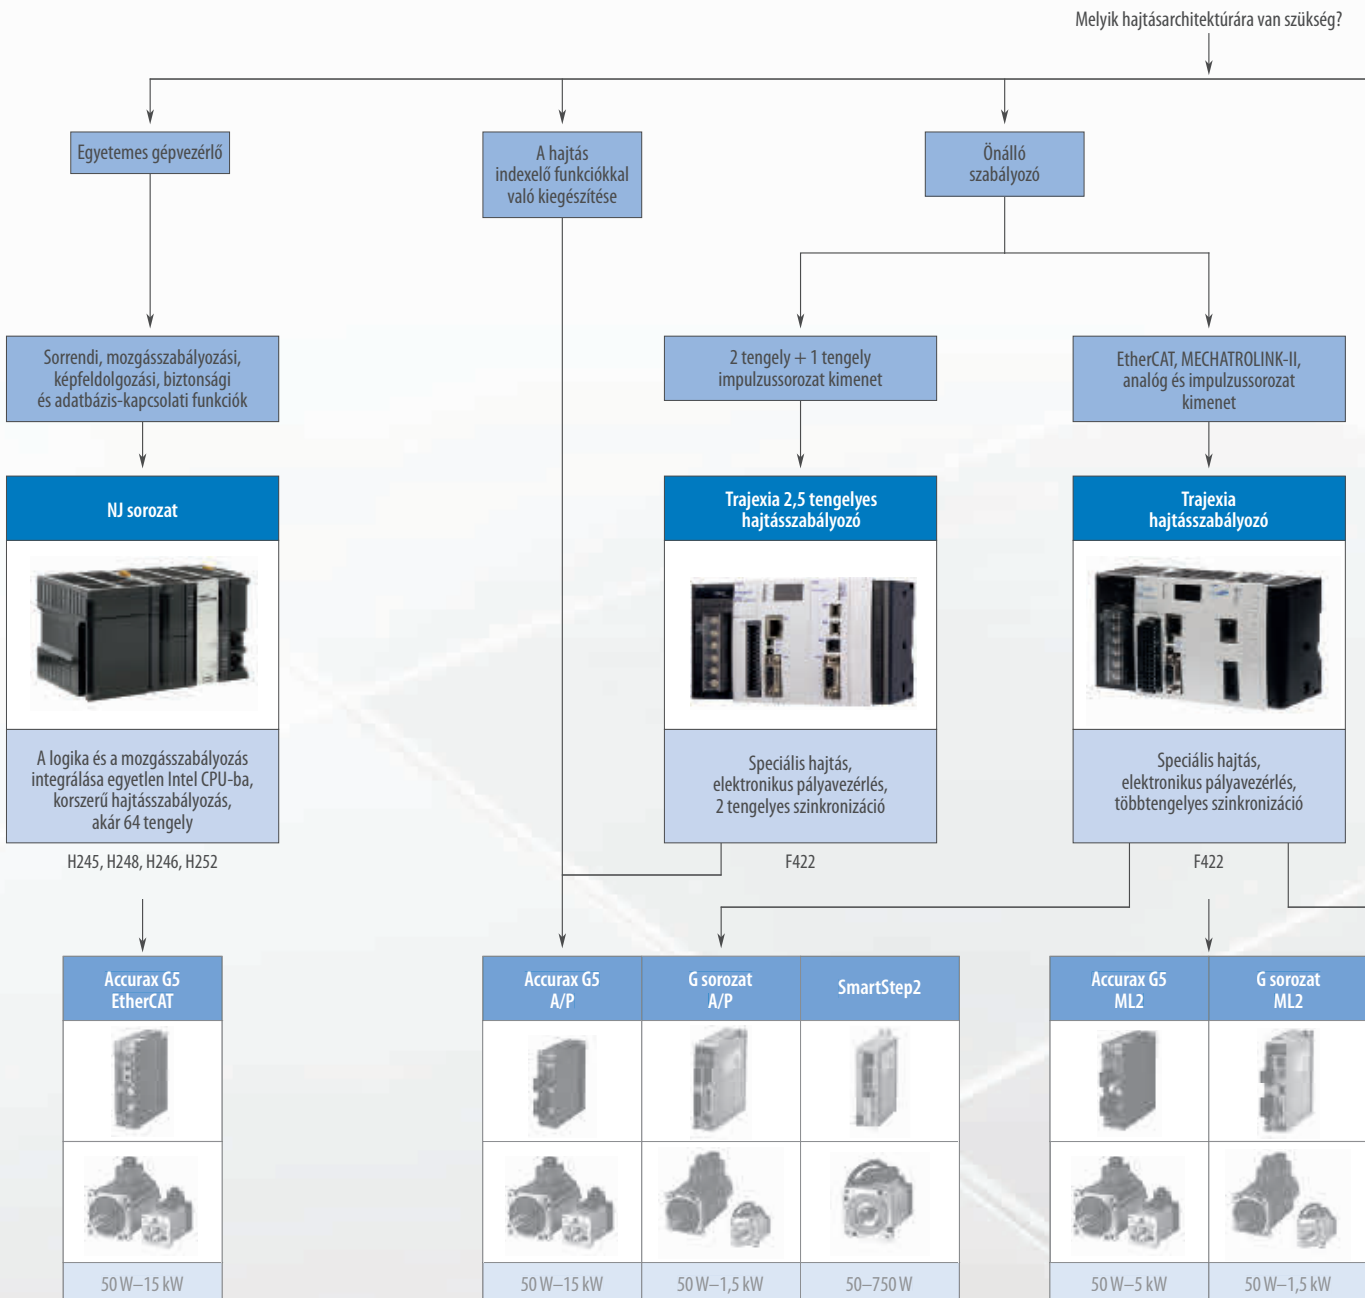 Melyik hajtásarchitektúrára van szükség?
Egyetemes gépvezérlő
A hajtás
indexelő funkciókkal
való kiegészítése
Önálló
szabályozó
Sorrendi, mozgásszabályozási,
képfeldolgozási, biztonsági
és adatbázis-kapcsolati funkciók
2 tengely + 1 tengely
impulzussorozat kimenet
EtherCAT, MECHATROLINK-II,
analóg és impulzussorozat
kimenet
NJ sorozat
Trajexia 2,5 tengelyes
hajtásszabályozó
Trajexia
hajtásszabályozó
A logika és a mozgásszabályozás
integrálása egyetlen Intel CPU-ba,
korszerű hajtásszabályozás,
akár 64 tengely
Speciális hajtás,
elektronikus pályavezérlés,
2 tengelyes szinkronizáció
Speciális hajtás,
elektronikus pályavezérlés,
többtengelyes szinkronizáció
H245, H248, H246, H252
F422
F422
Accurax G5
EtherCAT
Accurax G5
A/P
G sorozat
A/P
SmartStep2
Accurax G5
ML2
G sorozat
ML2
50 W–15 kW
50 W–15 kW
50 W–1,5 kW
50–750 W
50 W–5 kW
50 W–1,5 kW